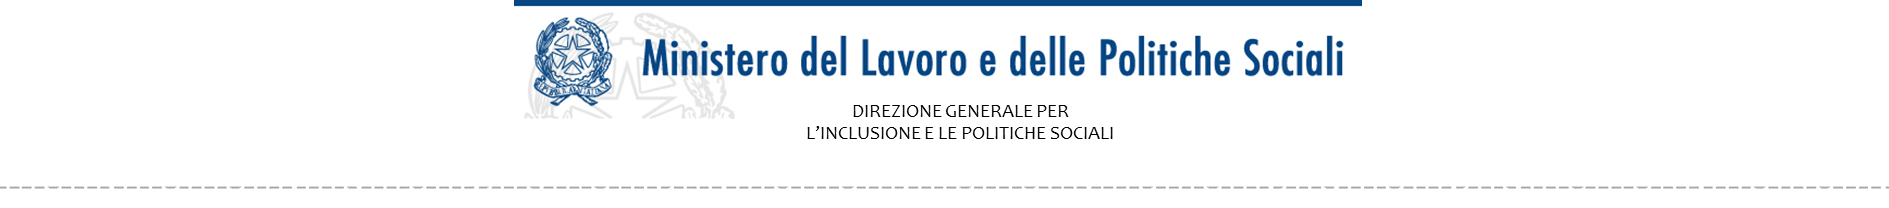 Ministero del Lavoro e delle Politiche Sociali
DIREZIONE GENERALE PER
L'INCLUSIONE E LE POLITICHE SOCIALI